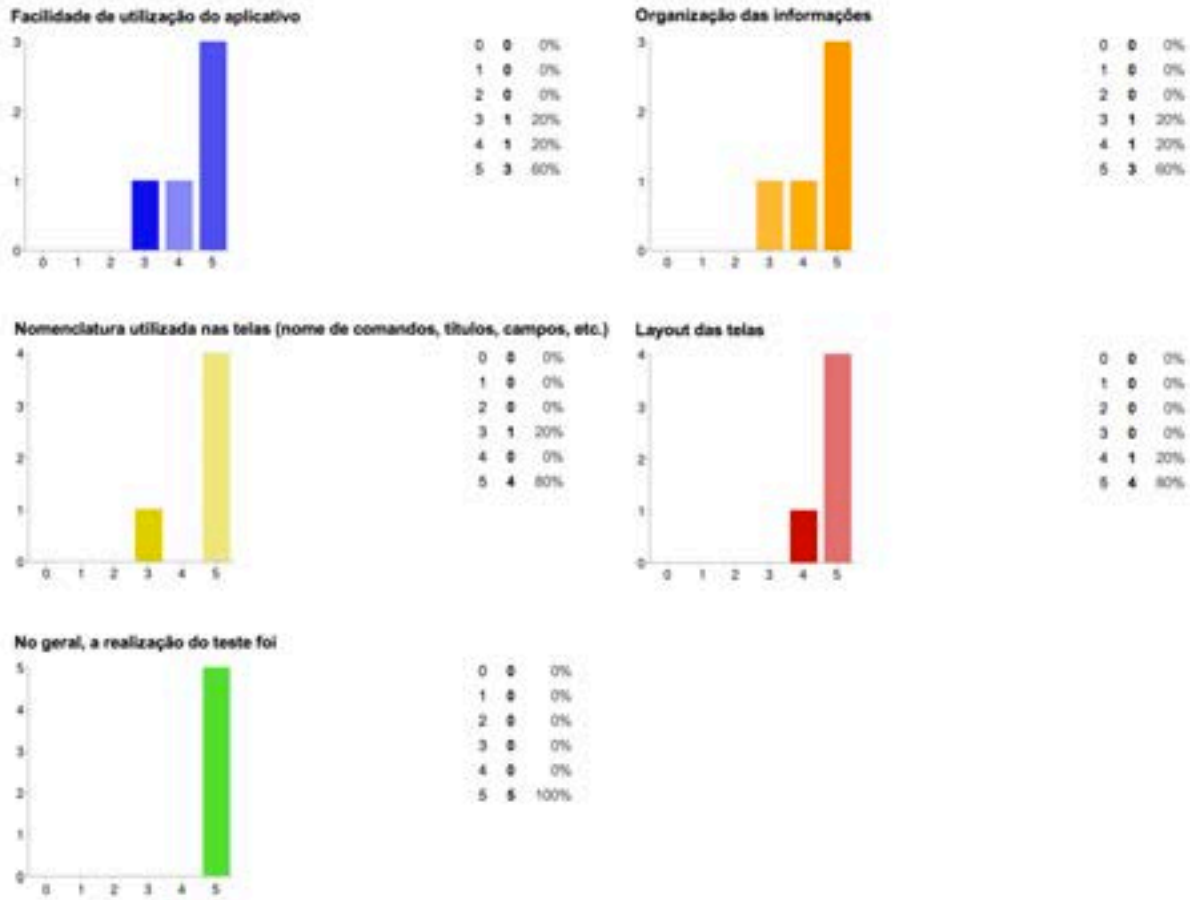 Facilidade de utilização do aplicativo
3
2
1
0
0 1 2 3 4 5
0 0 0%
1 0 0%
2 0 0%
3 1 20%
4 1 20%
5 3 60%
Organização das informações
3
2
1
0
0 1 2 3 4 5
0 0 0%
1 0 0%
2 0 0%
3 1 20%
4 1 20%
5 3 60%
Nomenclatura utilizada nas telas (nome de comandos, títulos, campos, etc.)
4
3
2
1
0
0 1 2 3 4 5
0 0 0%
1 0 0%
2 0 0%
3 1 20%
4 0 0%
5 4 80%
Layout das telas
4
3
2
1
0
0 1 2 3 4 5
0 0 0%
1 0 0%
2 0 0%
3 0 0%
4 1 20%
5 4 80%
No geral, a realização do teste foi
5
4
3
2
1
0
0 1 2 3 4 5
0 0 0%
1 0 0%
2 0 0%
3 0 0%
4 0 0%
5 5 100%